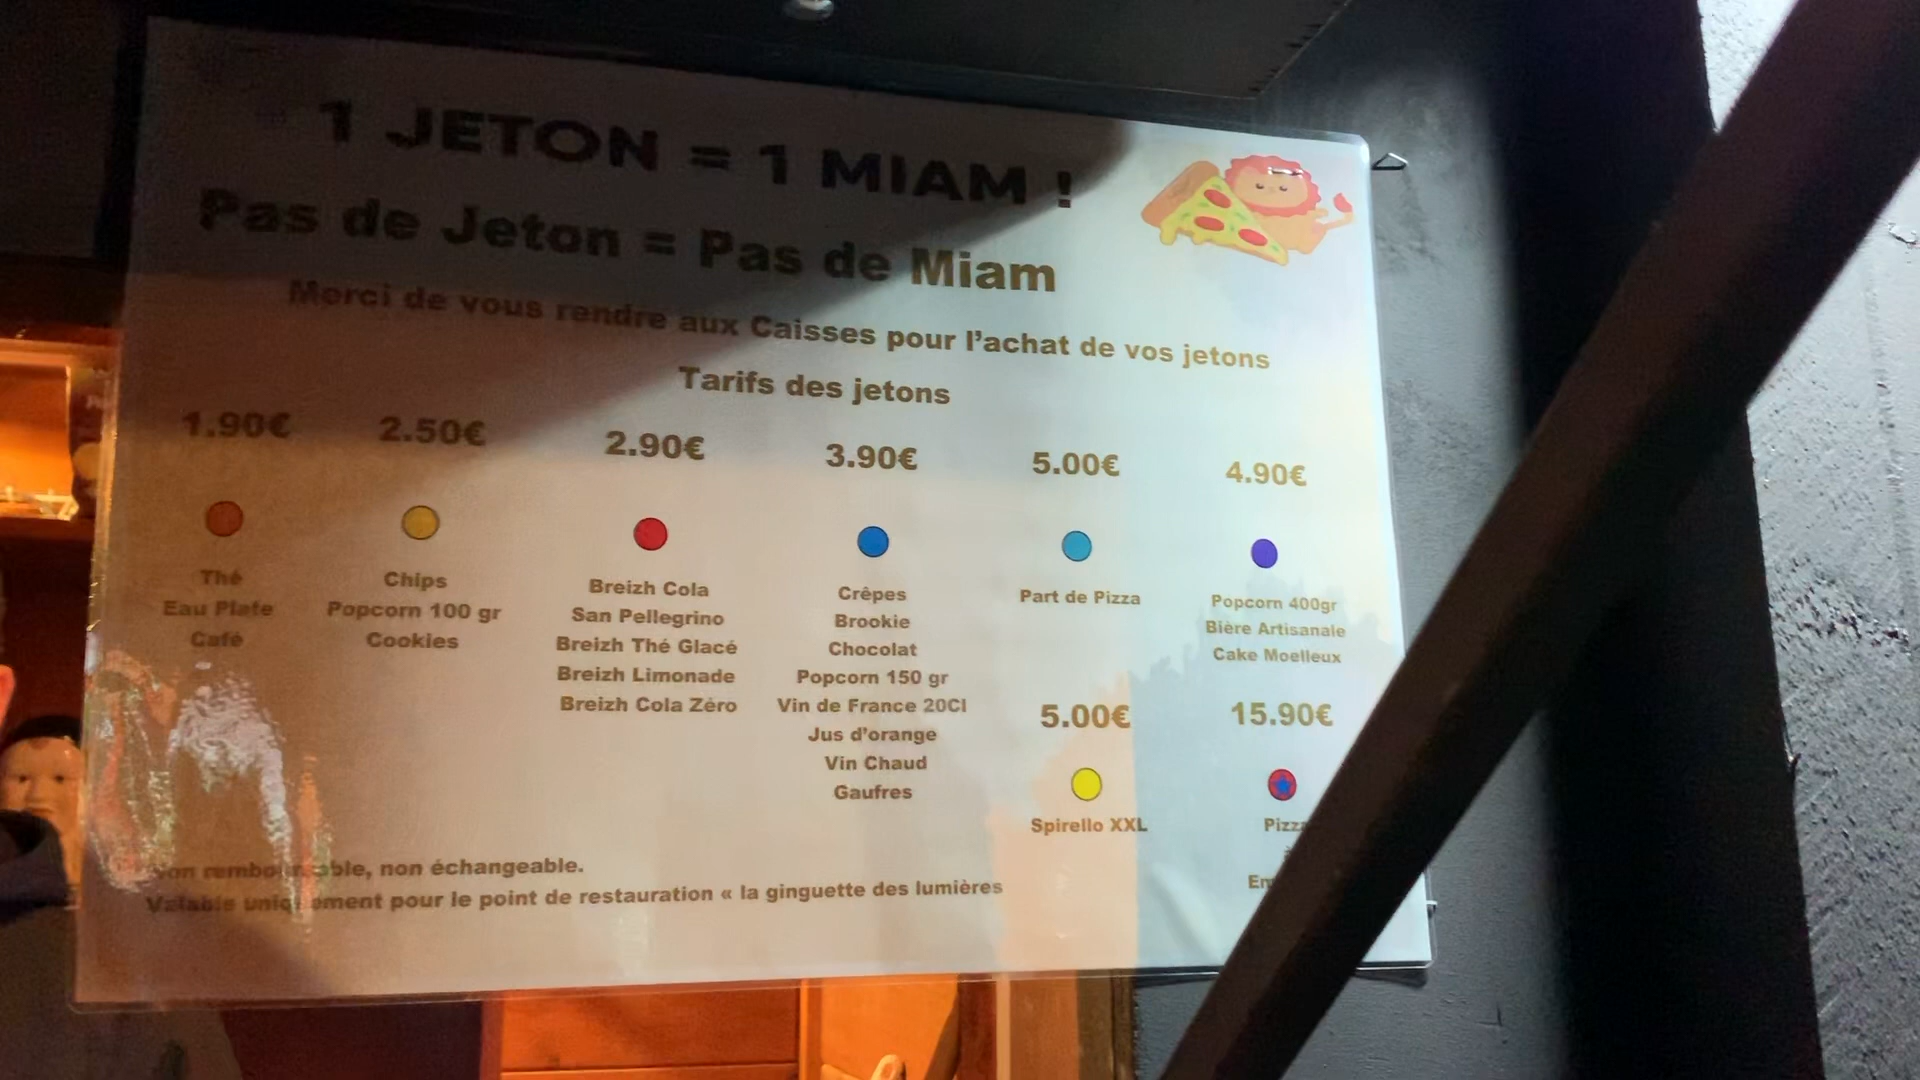 1 JETON = 1 MIAM !
Pas de Jeton = Pas de Miam
Merci de vous rendre aux Caisses pour l'achat de vos jetons
Tarifs des jetons
1.90€
Thé
Eau Plate
Café
2.50€
Chips
Popcorn 100 gr
Cookies
2.90€
Breizh Cola
San Pellegrino
Breizh Thé Glacé
Breizh Limonade
Breizh Cola Zéro
3.90€
Crêpes
Brookie
Chocolat
Popcorn 150 gr
Vin de France 20Cl
Jus d'orange
Vin Chaud
Gaufres
5.00€
Part de Pizza
4.90€
Popcorn 400gr
Bière Artisanale
Cake Moelleux
5.00€
Spirello XXL
15.90€
Non remboursable, non échangeable.
Valable uniquement pour le point de restauration « la ginguette des lumières